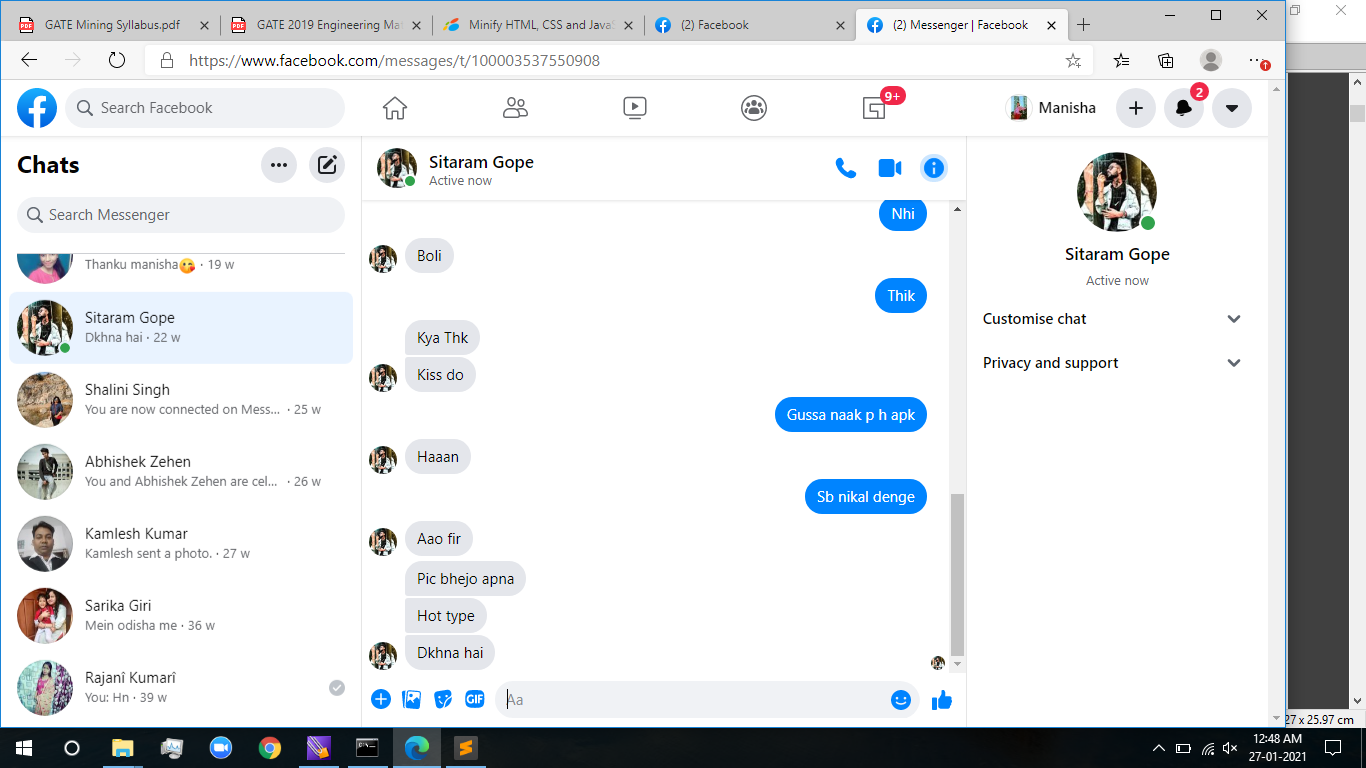 GATE Mining Syllabus.pdf
GATE 2019 Engineering Mat
Minify HTML, CSS and JavaS
(2) Facebook
(2) Messenger | Facebook
https://www.facebook.com/messages/t/100003537550908
Search Facebook
9+
Manisha
2
Chats
Search Messenger
Thanku manisha😘 · 19 w
Sitaram Gope
Dkhna hai · 22 w
Shalini Singh
You are now connected on Mess... · 25 w
Abhishek Zehen
You and Abhishek Zehen are cel... · 26 w
Kamlesh Kumar
Kamlesh sent a photo. · 27 w
Sarika Giri
Mein odisha me · 36 w
Rajanî Kumarî
You: Hn · 39 w
Sitaram Gope
Active now
Nhi
Boli
Thik
Kya Thk
Kiss do
Gussa naak p h apk
Haaan
Sb nikal denge
Aao fir
Pic bhejo apna
Hot type
Dkhna hai
GIF
Aa
Sitaram Gope
Active now
Customise chat
Privacy and support
27 x 25.97 cm
12:48 AM
27-01-2021